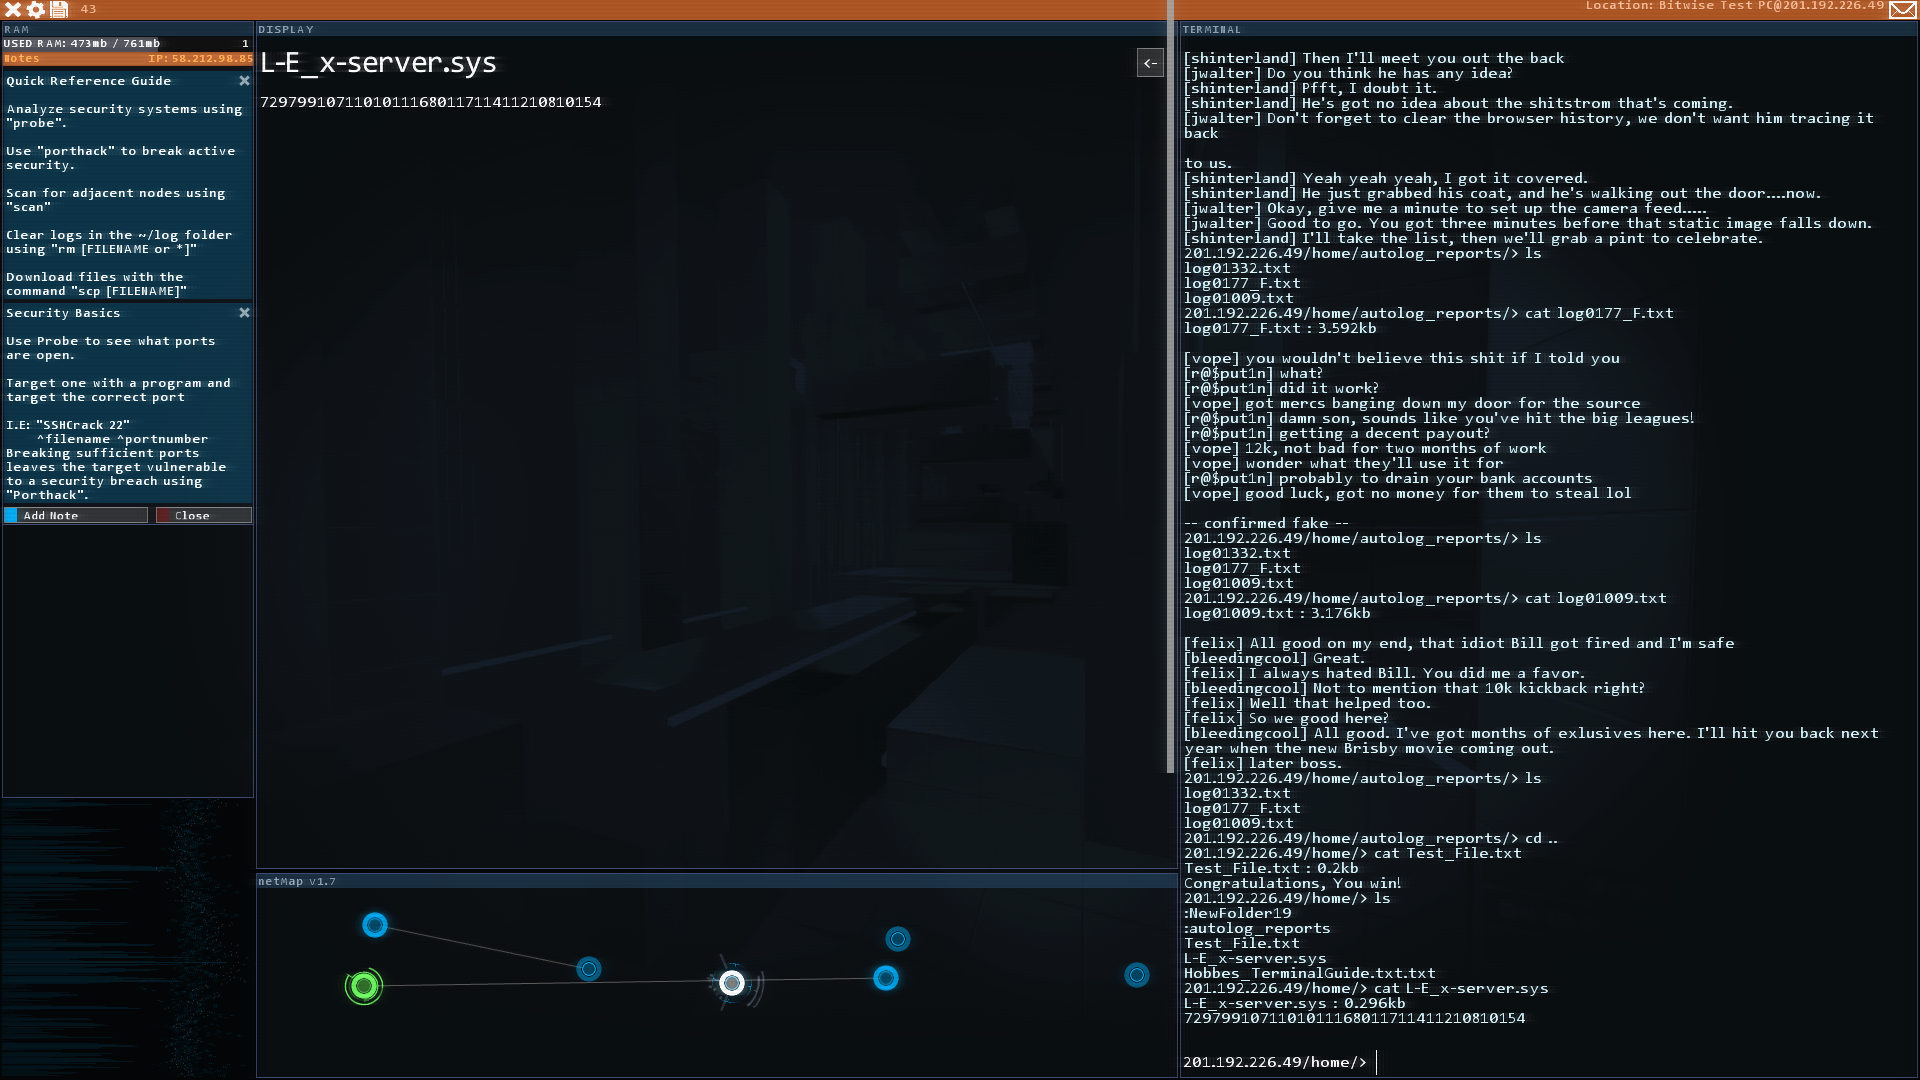 43
Location: Bitwise Test PC@201.192.226.49
RAM
USED RAM: 473mb / 761mb 1
Notes IP: 58.212.98.85
Quick Reference Guide
Analyze security systems using
"probe".
Use "porthack" to break active
security.
Scan for adjacent nodes using
"scan"
Clear logs in the ~/log folder
using "rm [FILENAME or *]"
Download files with the
command "scp [FILENAME]"
Security Basics
Use Probe to see what ports
are open.
Target one with a program and
target the correct port
I.E: "SSHCrack 22"
^filename ^portnumber
Breaking sufficient ports
leaves the target vulnerable
to a security breach using
"Porthack".
Add Note
Close
DISPLAY
L-E_x-server.sys
<-
72979910711010111680117114112108101​54
netMap v1.7
TERMINAL
[shinterland] Then I'll meet you out the back
[jwalter] Do you think he has any idea?
[shinterland] Pfft, I doubt it.
[shinterland] He's got no idea about the shitstrom that's coming.
[jwalter] Don't forget to clear the browser history, we don't want him tracing it
back
to us.
[shinterland] Yeah yeah yeah, I got it covered.
[shinterland] He just grabbed his coat, and he's walking out the door....now.
[jwalter] Okay, give me a minute to set up the camera feed.....
[jwalter] Good to go. You got three minutes before that static image falls down.
[shinterland] I'll take the list, then we'll grab a pint to celebrate.
201.192.226.49/home/autolog_reports/> ls
log01332.txt
log0177_F.txt
log01009.txt
201.192.226.49/home/autolog_reports/> cat log0177_F.txt
log0177_F.txt : 3.592kb
[vope] you wouldn't believe this shit if I told you
[r@$put1n] what?
[r@$put1n] did it work?
[vope] got mercs banging down my door for the source
[r@$put1n] damn son, sounds like you've hit the big leagues!
[r@$put1n] getting a decent payout?
[vope] 12k, not bad for two months of work
[vope] wonder what they'll use it for
[r@$put1n] probably to drain your bank accounts
[vope] good luck, got no money for them to steal lol
-- confirmed fake --
201.192.226.49/home/autolog_reports/> ls
log01332.txt
log0177_F.txt
log01009.txt
201.192.226.49/home/autolog_reports/> cat log01009.txt
log01009.txt : 3.176kb
[felix] All good on my end, that idiot Bill got fired and I'm safe
[bleedingcool] Great.
[felix] I always hated Bill. You did me a favor.
[bleedingcool] Not to mention that 10k kickback right?
[felix] Well that helped too.
[felix] So we good here?
[bleedingcool] All good. I've got months of exlusives here. I'll hit you back next
year when the new Brisby movie coming out.
[felix] later boss.
201.192.226.49/home/autolog_reports/> ls
log01332.txt
log0177_F.txt
log01009.txt
201.192.226.49/home/autolog_reports/> cd ..
201.192.226.49/home/> cat Test_File.txt
Test_File.txt : 0.2kb
Congratulations, You win!
201.192.226.49/home/> ls
:NewFolder19
:autolog_reports
Test_File.txt
L-E_x-server.sys
Hobbes_TerminalGuide.txt.txt
201.192.226.49/home/> cat L-E_x-server.sys
L-E_x-server.sys : 0.296kb
72979910711010111680117114112108101​54
201.192.226.49/home/>